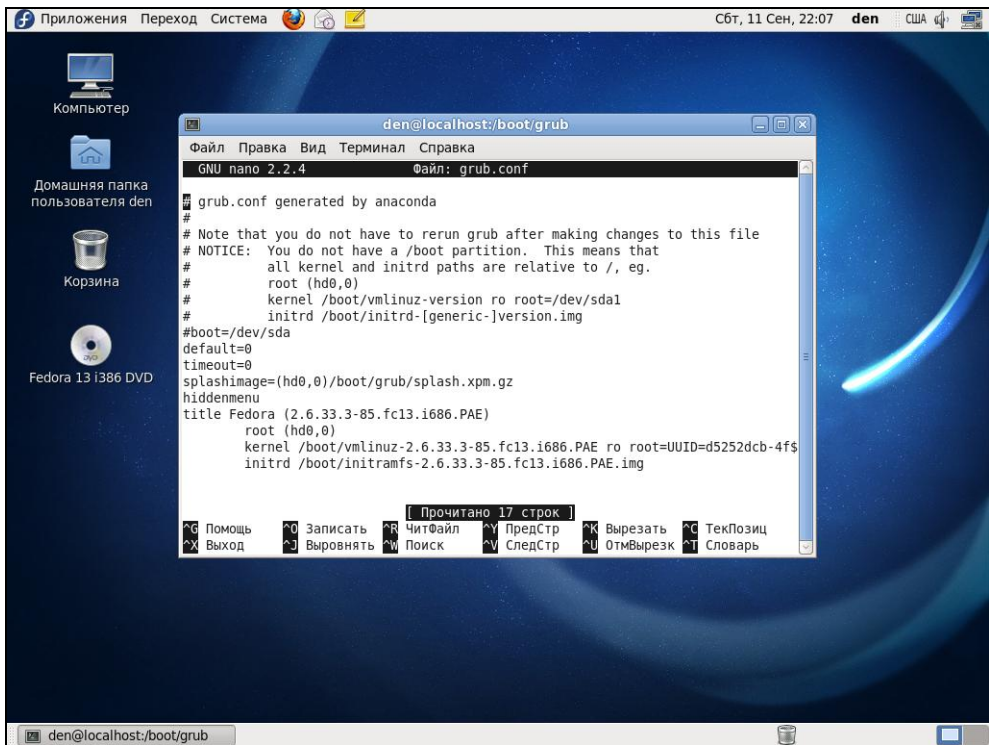 Приложения Переход Система Сбт, 11 Сен, 22:07 den США
Компьютер
Домашняя папка
пользователя den
Корзина
DVD
Fedora 13 i386 DVD
den@localhost:/boot/grub
Файл Правка Вид Терминал Справка
GNU nano 2.2.4 Файл: grub.conf
# grub.conf generated by anaconda
#
# Note that you do not have to rerun grub after making changes to this file
# NOTICE:  You do not have a /boot partition.  This means that
#          all kernel and initrd paths are relative to /, eg.
#          root (hd0,0)
#          kernel /boot/vmlinuz-version ro root=/dev/sda1
#          initrd /boot/initrd-[generic-]version.img
#boot=/dev/sda
default=0
timeout=0
splashimage=(hd0,0)/boot/grub/splash.xpm.gz
hiddenmenu
title Fedora (2.6.33.3-85.fc13.i686.PAE)
        root (hd0,0)
        kernel /boot/vmlinuz-2.6.33.3-85.fc13.i686.PAE ro root=UUID=d5252dcb-4f$
        initrd /boot/initramfs-2.6.33.3-85.fc13.i686.PAE.img
[ Прочитано 17 строк ]
^G Помощь ^O Записать ^R ЧитФайл ^Y ПредСтр ^K Вырезать ^C ТекПозиц
^X Выход ^J Выровнять ^W Поиск ^V СледСтр ^U ОтмВырезк ^T Словарь
den@localhost:/boot/grub